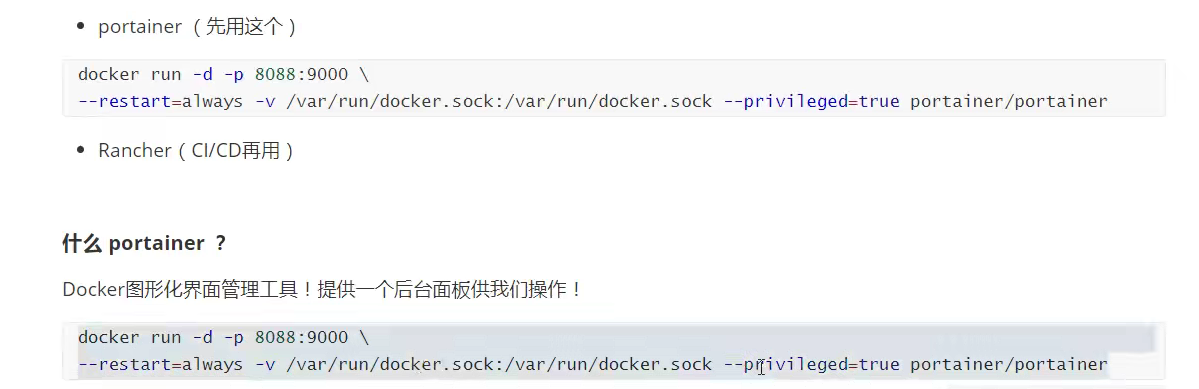 portainer （先用这个）
docker run -d -p 8088:9000 \
--restart=always -v /var/run/docker.sock:/var/run/docker.sock --privileged=true portainer/portainer
Rancher（CI/CD再用）
什么 portainer ？
Docker图形化界面管理工具！提供一个后台面板供我们操作！
docker run -d -p 8088:9000 \
--restart=always -v /var/run/docker.sock:/var/run/docker.sock --privileged=true portainer/portainer